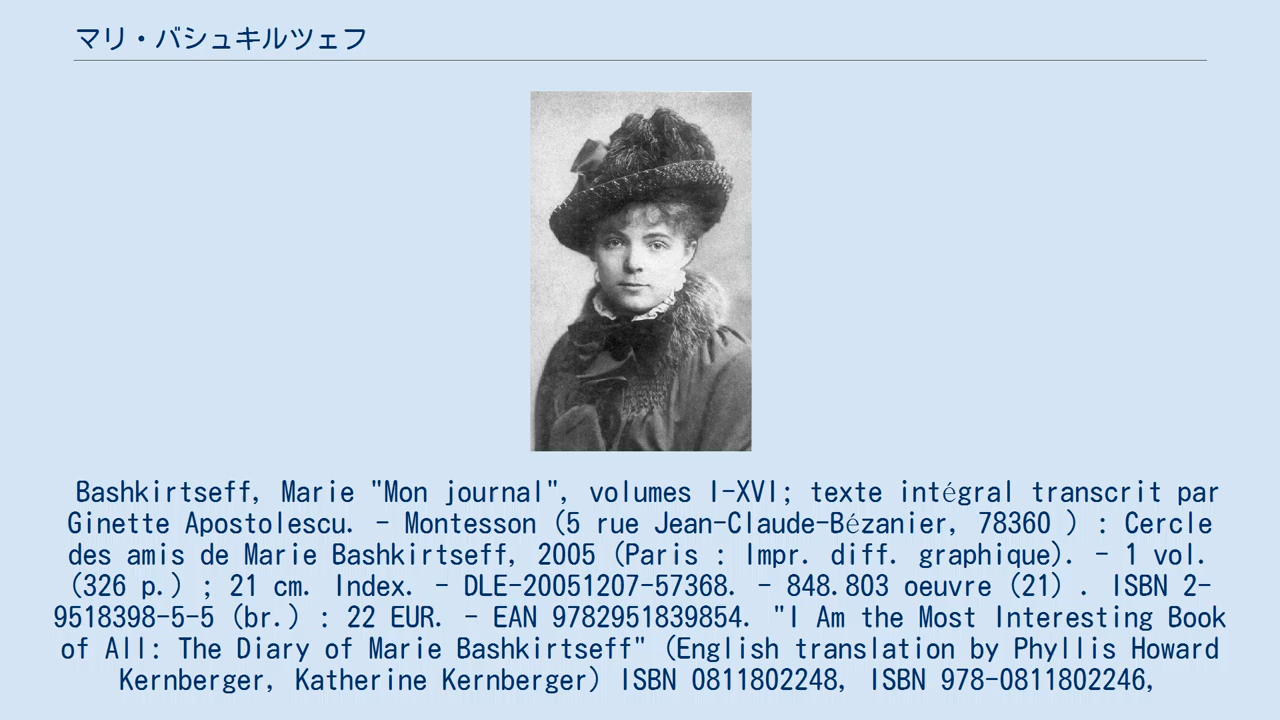 マリ・バシュキルツェフ
Bashkirtseff, Marie "Mon journal", volumes I-XVI; texte intégral transcrit par
Ginette Apostolescu. - Montesson (5 rue Jean-Claude-Bézanier, 78360 ) : Cercle
des amis de Marie Bashkirtseff, 2005 (Paris : Impr. diff. graphique). - 1 vol.
(326 p.) ; 21 cm. Index. - DLE-20051207-57368. - 848.803 oeuvre (21) . ISBN 2-
9518398-5-5 (br.) : 22 EUR. - EAN 9782951839854. "I Am the Most Interesting Book
of All: The Diary of Marie Bashkirtseff" (English translation by Phyllis Howard
Kernberger, Katherine Kernberger) ISBN 0811802248, ISBN 978-0811802246,